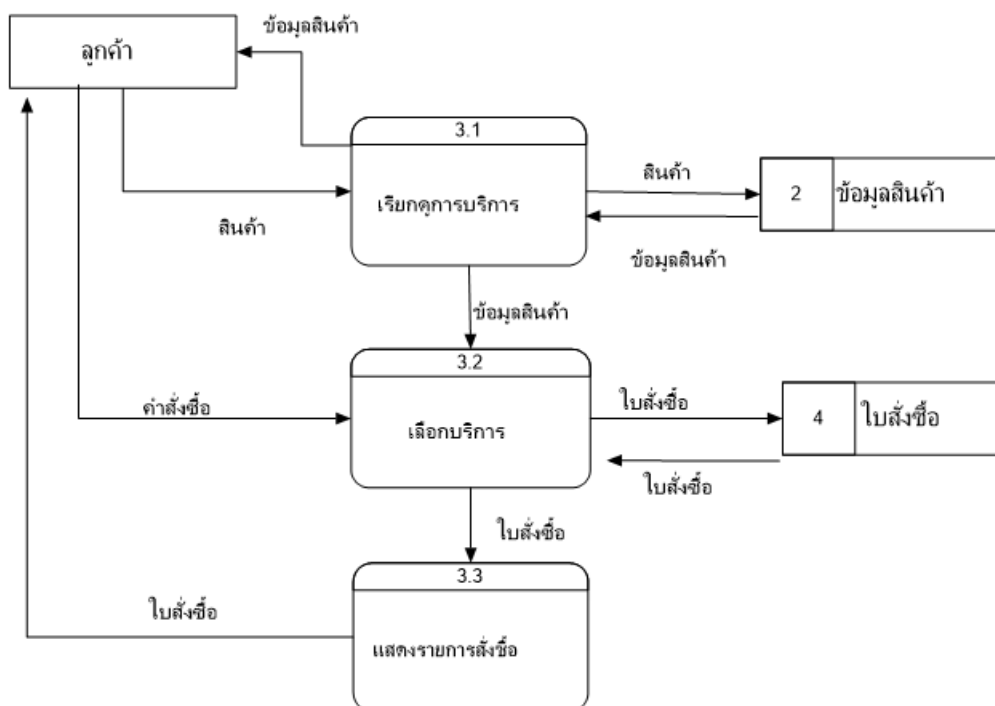 ข้อมูลสินค้า
ลูกค้า
3.1
เรียกดูการบริการ
สินค้า
สินค้า
2
ข้อมูลสินค้า
ข้อมูลสินค้า
ข้อมูลสินค้า
3.2
เลือกบริการ
คำสั่งซื้อ
ใบสั่งซื้อ
4
ใบสั่งซื้อ
ใบสั่งซื้อ
ใบสั่งซื้อ
3.3
แสดงรายการสั่งซื้อ
ใบสั่งซื้อ